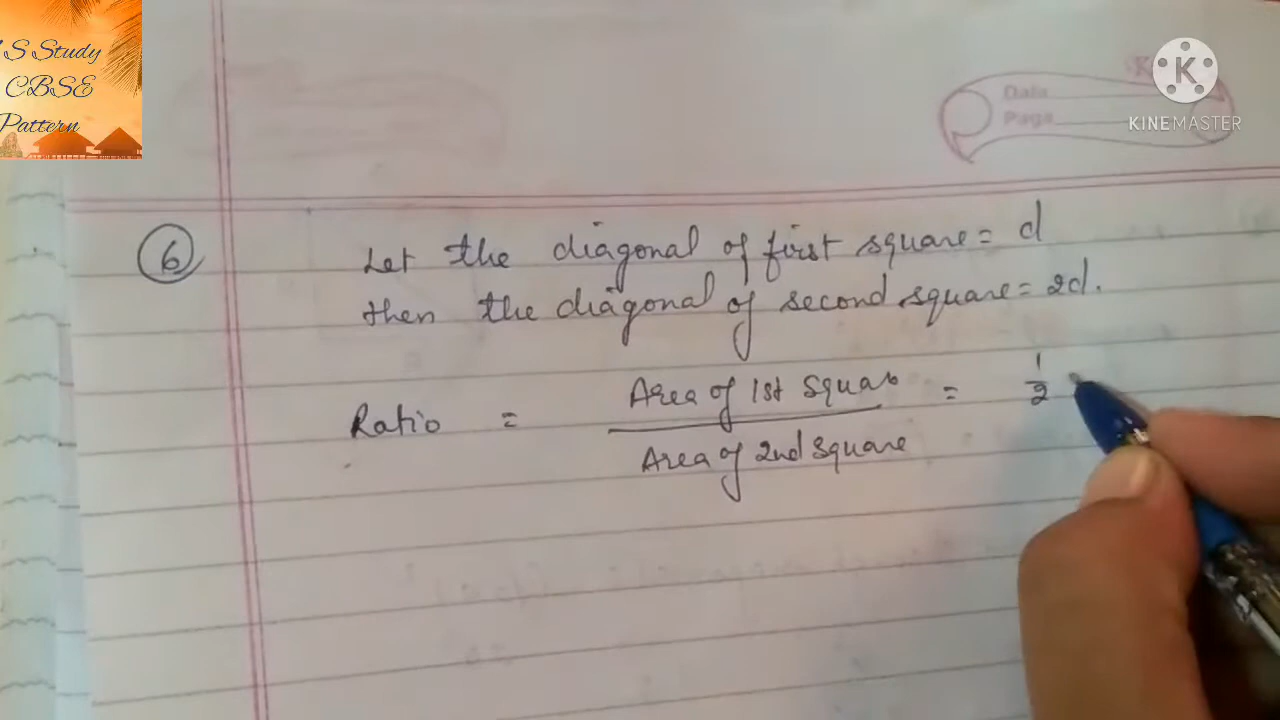 S Study
CBSE
Pattern
K
KINEMASTER
Date
Page
6
Let the diagonal of first square = d
then the diagonal of second square = 2d.
Ratio = Area of 1st Square / Area of 2nd Square = 1/2